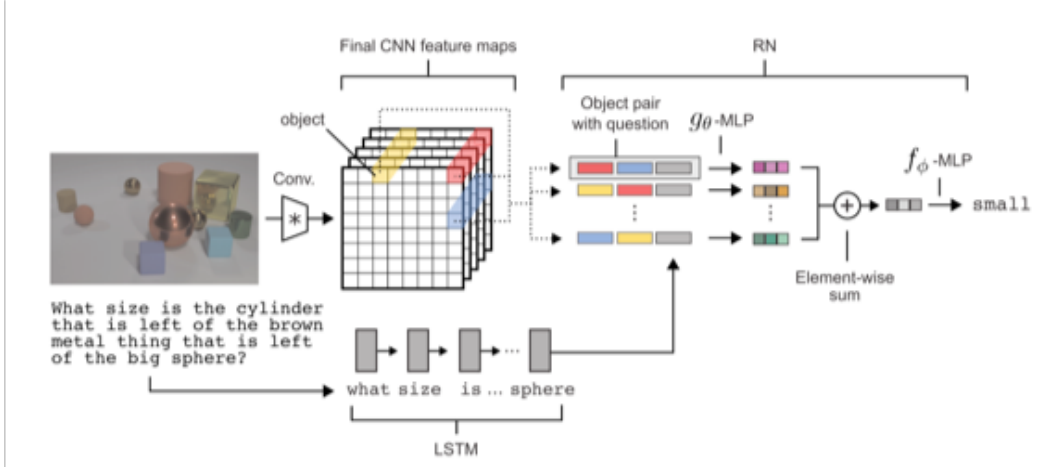 Final CNN feature maps
RN
object
Object pair
with question
gθ-MLP
fϕ-MLP
Conv.
*
small
+
Element-wise
sum
What size is the cylinder
that is left of the brown
metal thing that is left
of the big sphere?
...
what size is ... sphere
LSTM